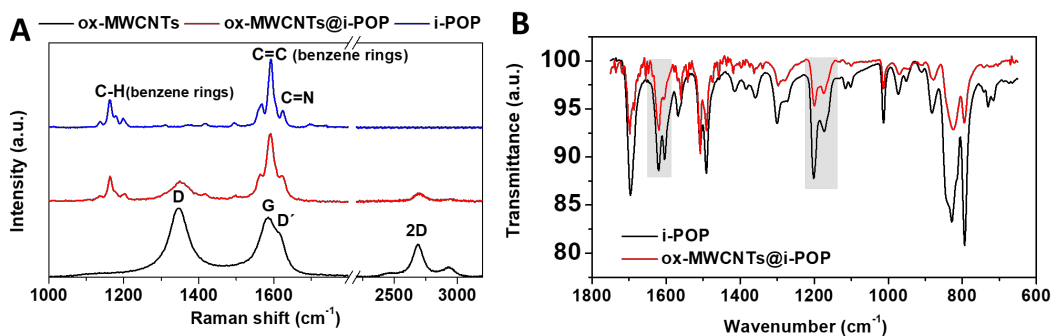 A
ox-MWCNTs ox-MWCNTs@i-POP i-POP
C=C (benzene rings)
C-H (benzene rings)
C=N
D
G
D´
2D
Intensity (a.u.)
1000 1200 1400 1600 2500 3000
Raman shift (cm-1)
B
100
95
90
85
80
Transmittance (a.u.)
i-POP
ox-MWCNTs@i-POP
1800 1600 1400 1200 1000 800 600
Wavenumber (cm-1)